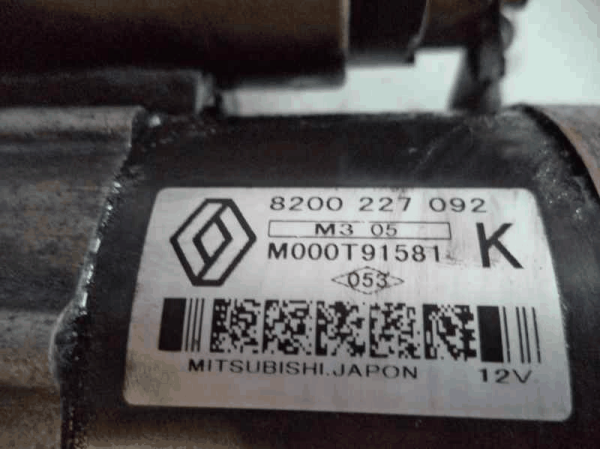 8200 227 092
M3 05
M000T91581 K
053
MITSUBISHI.JAPON 12V